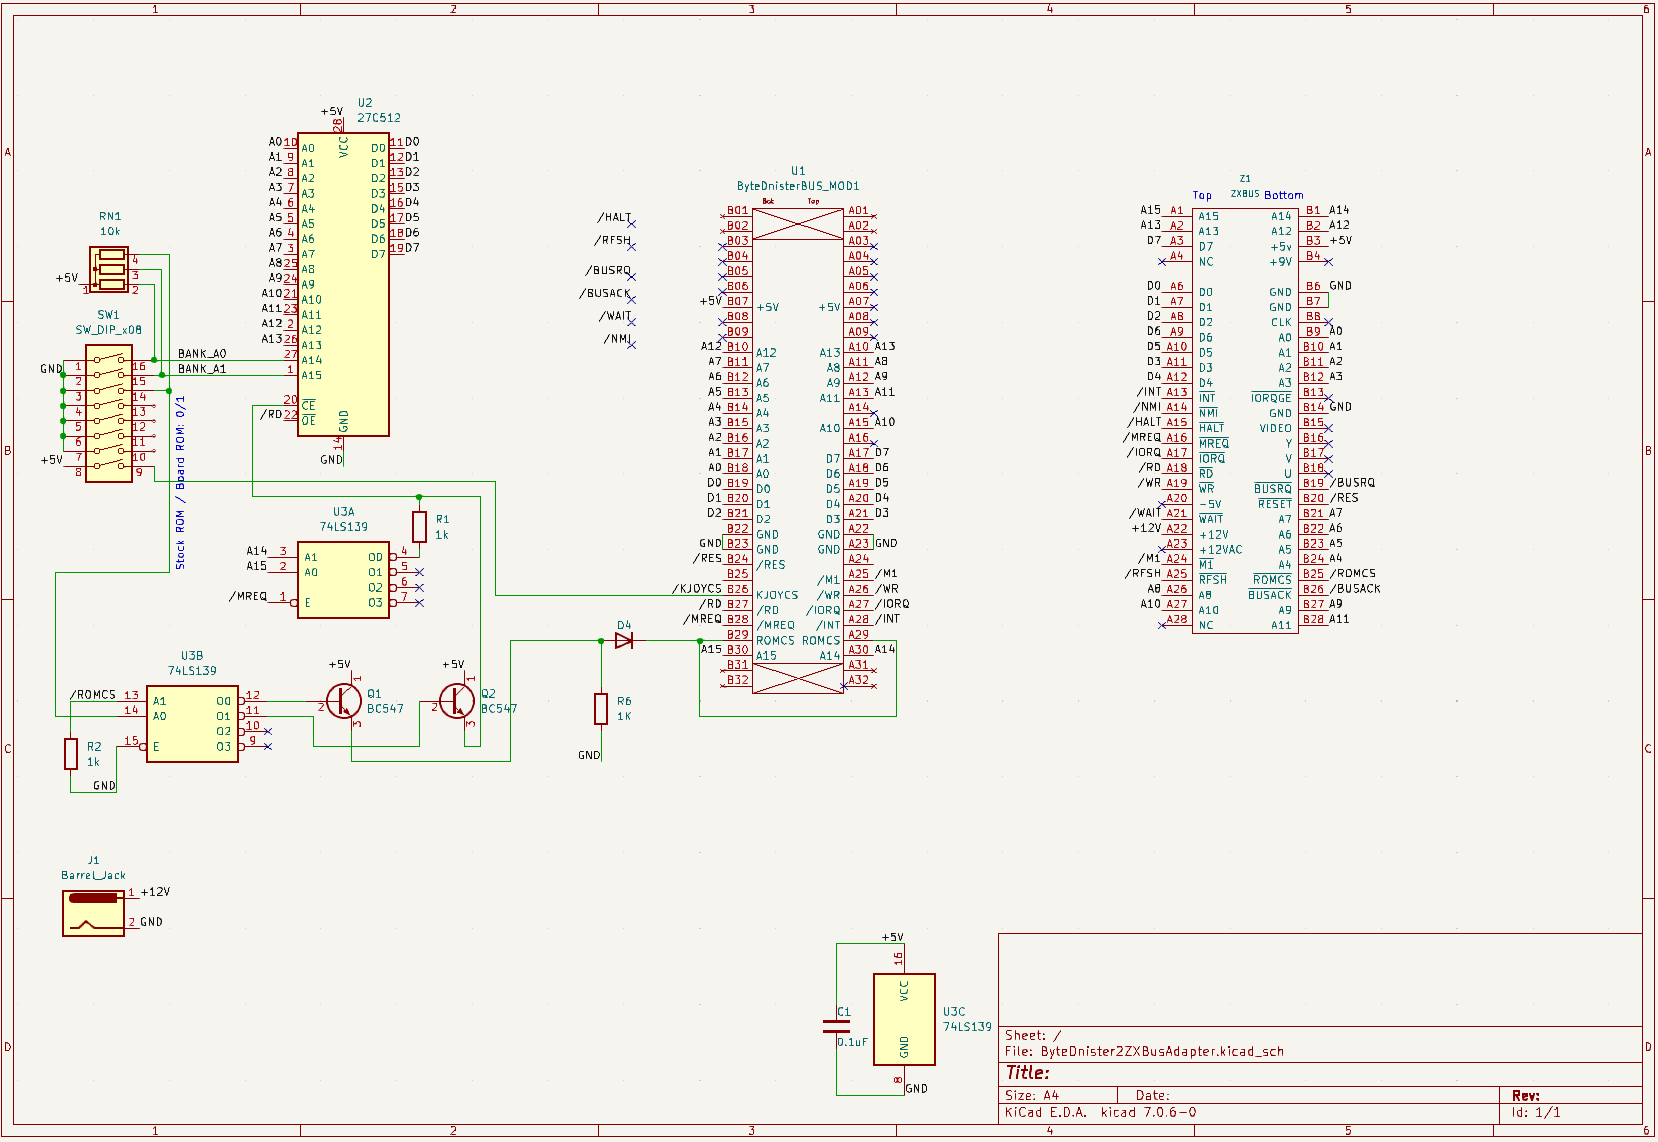 1 2 3 4 5 6
A B C D
U2
27C512
+5V
28
VCC
A0 10 A0 D0 11 D0
A1 9 A1 D1 12 D1
A2 8 A2 D2 13 D2
A3 7 A3 D3 15 D3
A4 6 A4 D4 16 D4
A5 5 A5 D5 17 D5
A6 4 A6 D6 18 D6
A7 3 A7 D7 19 D7
A8 25 A8
A9 24 A9
A10 21 A10
A11 23 A11
A12 2 A12
A13 26 A13
BANK_A0 27 A14
BANK_A1 1 A15
20 CE
/RD 22 OE
GND
14
GND
RN1
10k
+5V 1
4
3
2
SW1
SW_DIP_x08
GND 1 16
2 15
3 14
4 13
5 12
6 11
+5V 7 10
8 9
Stock ROM / Board ROM: 0/1
U3A
74LS139
A14 3 A1 O0 4
A15 2 A0 O1 5
O2 6
/MREQ 1 E O3 7
R1
1k
U3B
74LS139
/ROMCS 13 A1 O0 12
14 A0 O1 11
O2 10
15 E O3 9
R2
1k
GND
+5V
1
Q1
BC547
2
3
+5V
1
Q2
BC547
2
3
D4
R6
1K
GND
J1
Barrel_Jack
1 +12V
2 GND
/HALT
/RFSH
/BUSRQ
/BUSACK
/WAIT
/NMI
U1
ByteDnisterBUS_MOD1
Bot Top
B01 A01
B02 A02
B03 A03
B04 A04
B05 A05
B06 A06
+5V B07 +5V +5V A07
B08 A08
B09 A09
A12 B10 A12 A13 A10 A13
A7 B11 A7 A8 A11 A8
A6 B12 A6 A9 A12 A9
A5 B13 A5 A11 A13 A11
A4 B14 A4 A14
A3 B15 A3 A10 A15 A10
A2 B16 A2 A16
A1 B17 A1 D7 A17 D7
A0 B18 A0 D6 A18 D6
D0 B19 D0 D5 A19 D5
D1 B20 D1 D4 A20 D4
D2 B21 D2 D3 A21 D3
B22 GND GND A22
GND B23 GND GND A23 GND
/RES B24 /RES A24
B25 /M1 A25 /M1
/KJOYCS B26 KJOYCS /WR A26 /WR
/RD B27 /RD /IORQ A27 /IORQ
/MREQ B28 /MREQ /INT A28 /INT
B29 ROMCS ROMCS A29
A15 B30 A15 A14 A30 A14
B31 A31
B32 A32
Z1
Top ZXBUS Bottom
A15 A1 A15 A14 B1 A14
A13 A2 A13 A12 B2 A12
D7 A3 D7 +5v B3 +5V
A4 NC +9V B4
D0 A6 D0 GND B6 GND
D1 A7 D1 GND B7
D2 A8 D2 CLK B8
D6 A9 D6 A0 B9 A0
D5 A10 D5 A1 B10 A1
D3 A11 D3 A2 B11 A2
D4 A12 D4 A3 B12 A3
/INT A13 INT IORQGE B13
/NMI A14 NMI GND B14 GND
/HALT A15 HALT VIDEO B15
/MREQ A16 MREQ Y B16
/IORQ A17 IORQ V B17
/RD A18 RD U B18
/WR A19 WR BUSRQ B19 /BUSRQ
A20 -5V RESET B20 /RES
/WAIT A21 WAIT A7 B21 A7
+12V A22 +12V A6 B22 A6
A23 +12VAC A5 B23 A5
/M1 A24 M1 A4 B24 A4
/RFSH A25 RFSH ROMCS B25 /ROMCS
A8 A26 A8 BUSACK B26 /BUSACK
A10 A27 A10 A9 B27 A9
A28 NC A11 B28 A11
+5V
16
VCC
C1
0.1uF
U3C
74LS139
GND
8
GND
Sheet: /
File: ByteDnister2ZXBusAdapter.kicad_sch
Title:
Size: A4 Date: Rev:
KiCad E.D.A. kicad 7.0.6-0 Id: 1/1
A B C D
1 2 3 4 5 6